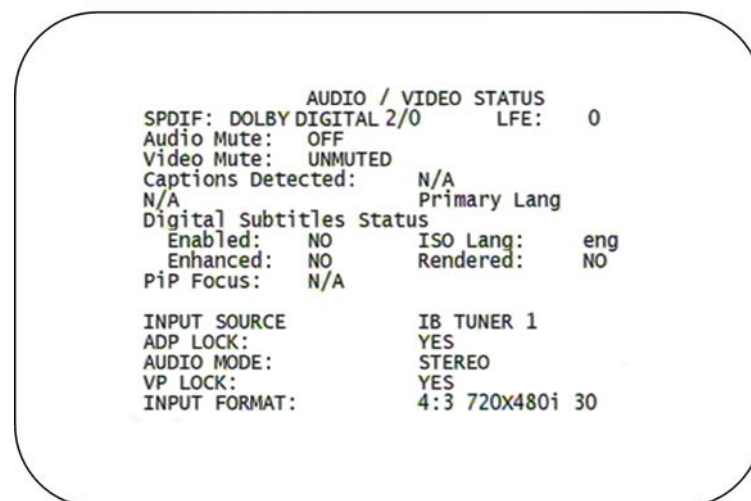 AUDIO / VIDEO STATUS
SPDIF: DOLBY DIGITAL 2/0 LFE: 0
Audio Mute: OFF
Video Mute: UNMUTED
Captions Detected: N/A
N/A Primary Lang
Digital Subtitles Status
Enabled: NO ISO Lang: eng
Enhanced: NO Rendered: NO
PiP Focus: N/A
INPUT SOURCE IB TUNER 1
ADP LOCK: YES
AUDIO MODE: STEREO
VP LOCK: YES
INPUT FORMAT: 4:3 720X480i 30